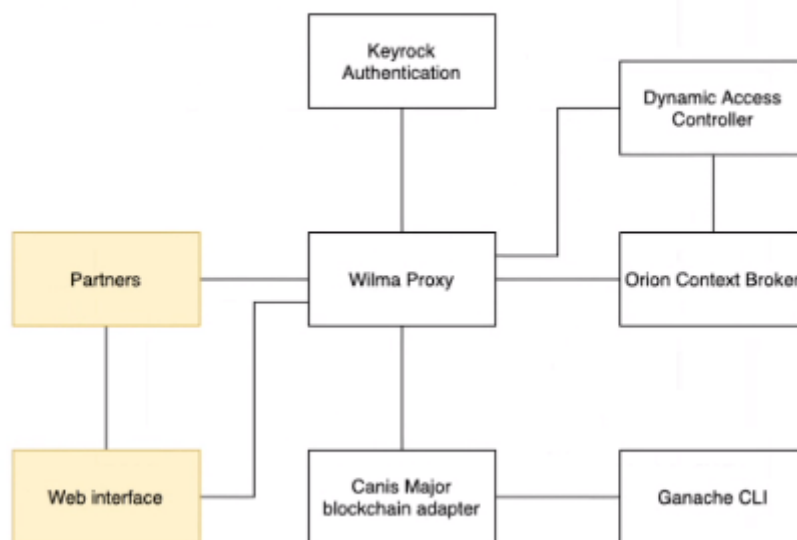 Keyrock
Authentication
Dynamic Access
Controller
Partners
Wilma Proxy
Orion Context Broker
Web interface
Canis Major
blockchain adapter
Ganache CLI